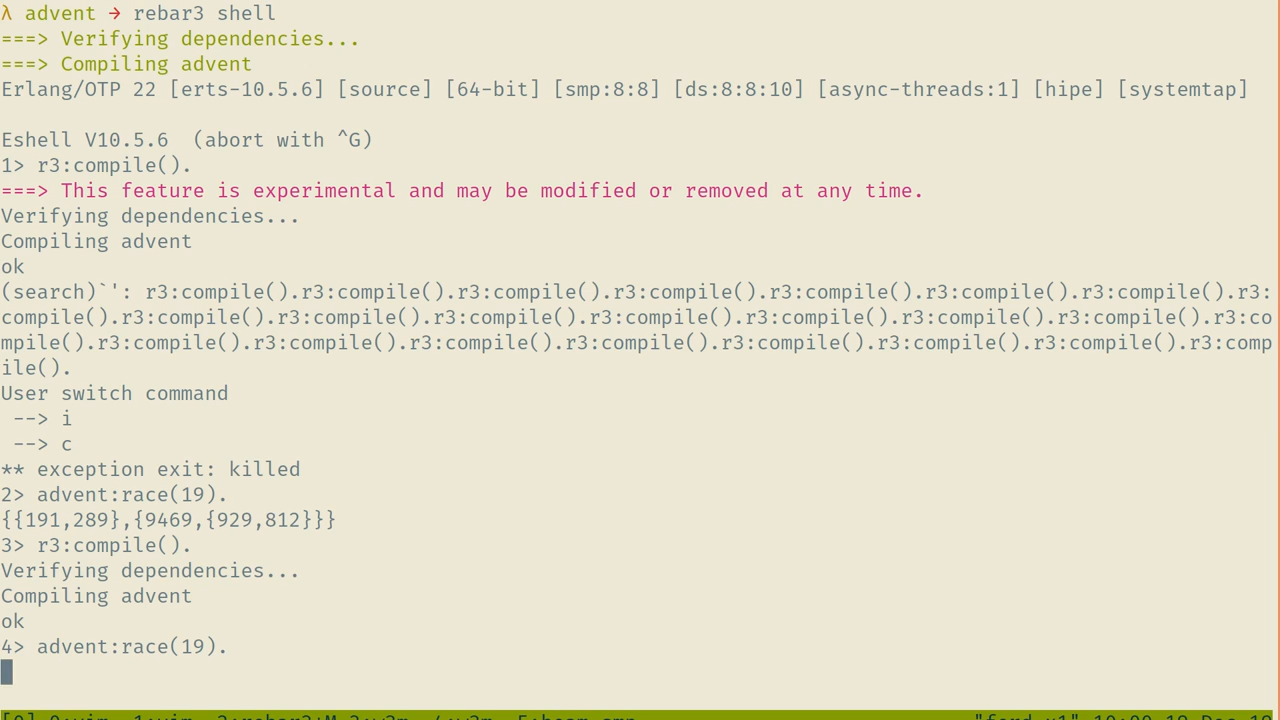 λ advent → rebar3 shell
===> Verifying dependencies...
===> Compiling advent
Erlang/OTP 22 [erts-10.5.6] [source] [64-bit] [smp:8:8] [ds:8:8:10] [async-threads:1] [hipe] [systemtap]
Eshell V10.5.6  (abort with ^G)
1> r3:compile().
===> This feature is experimental and may be modified or removed at any time.
Verifying dependencies...
Compiling advent
ok
(search)`': r3:compile().r3:compile().r3:compile().r3:compile().r3:compile().r3:compile().r3:compile().r3:
compile().r3:compile().r3:compile().r3:compile().r3:compile().r3:compile().r3:compile().r3:compile().r3:co
mpile().r3:compile().r3:compile().r3:compile().r3:compile().r3:compile().r3:compile().r3:compile().r3:comp
ile().
User switch command
 --> i
 --> c
** exception exit: killed
2> advent:race(19).
{{191,289},{9469,{929,812}}}
3> r3:compile().
Verifying dependencies...
Compiling advent
ok
4> advent:race(19).